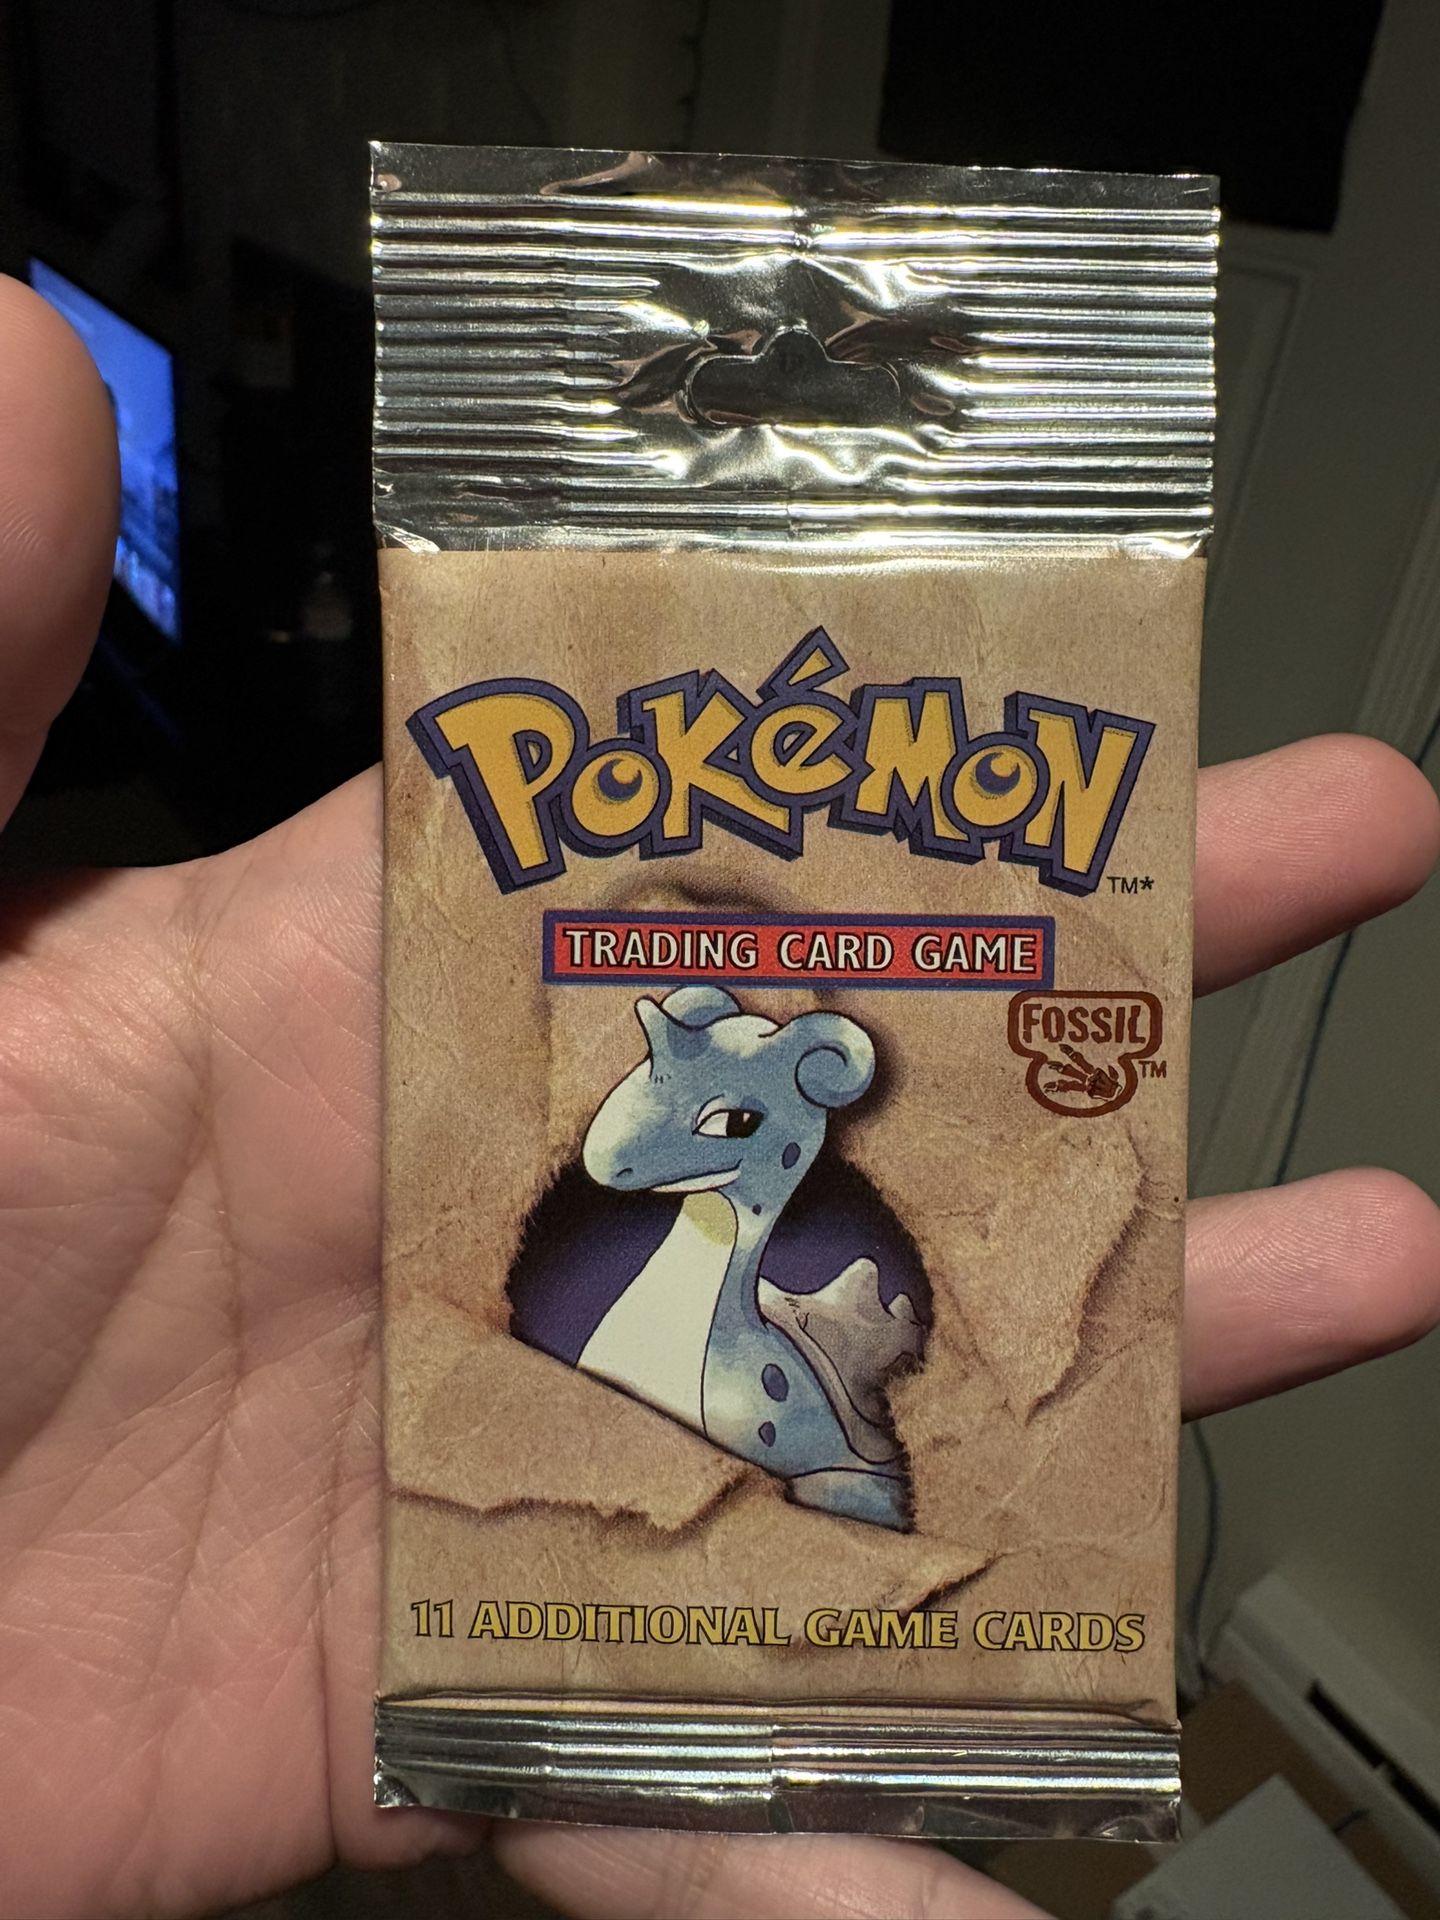 POKéMON
TM*
TRADING CARD GAME
FOSSIL
TM
11 ADDITIONAL GAME CARDS